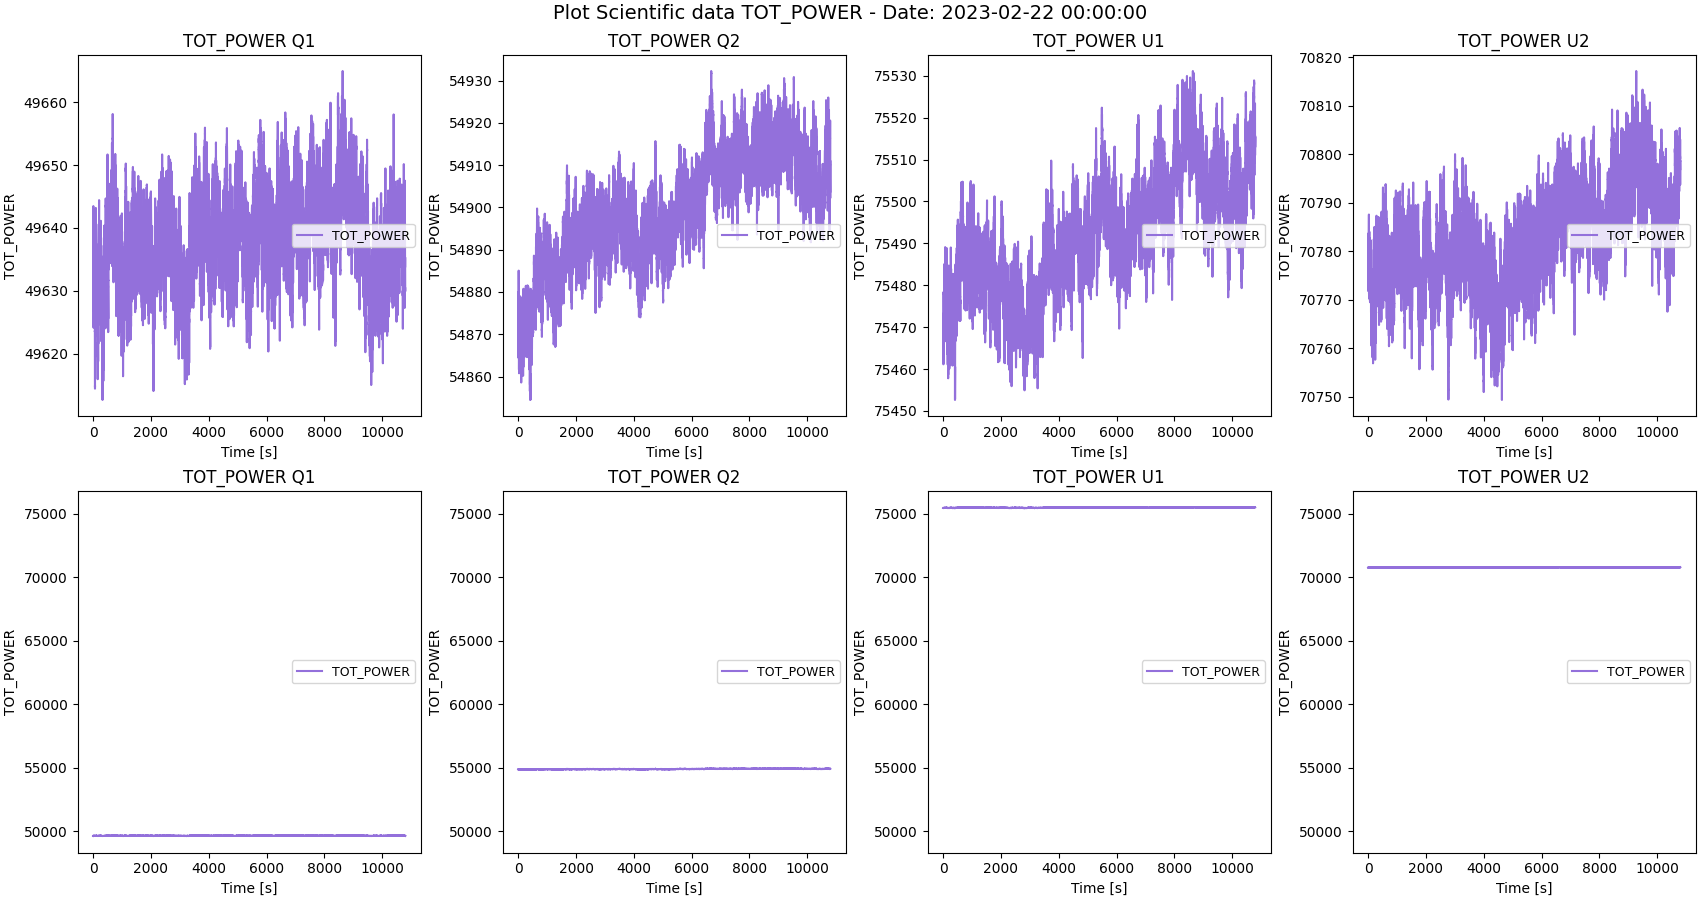 Plot Scientific data TOT_POWER - Date: 2023-02-22 00:00:00
TOT_POWER Q1
TOT_POWER
49660
49650
49640
49630
49620
TOT_POWER
0 2000 4000 6000 8000 10000
Time [s]
TOT_POWER Q2
TOT_POWER
54930
54920
54910
54900
54890
54880
54870
54860
TOT_POWER
0 2000 4000 6000 8000 10000
Time [s]
TOT_POWER U1
TOT_POWER
75530
75520
75510
75500
75490
75480
75470
75460
75450
TOT_POWER
0 2000 4000 6000 8000 10000
Time [s]
TOT_POWER U2
TOT_POWER
70820
70810
70800
70790
70780
70770
70760
70750
TOT_POWER
0 2000 4000 6000 8000 10000
Time [s]
TOT_POWER Q1
TOT_POWER
75000
70000
65000
60000
55000
50000
TOT_POWER
0 2000 4000 6000 8000 10000
Time [s]
TOT_POWER Q2
TOT_POWER
75000
70000
65000
60000
55000
50000
TOT_POWER
0 2000 4000 6000 8000 10000
Time [s]
TOT_POWER U1
TOT_POWER
75000
70000
65000
60000
55000
50000
TOT_POWER
0 2000 4000 6000 8000 10000
Time [s]
TOT_POWER U2
TOT_POWER
75000
70000
65000
60000
55000
50000
TOT_POWER
0 2000 4000 6000 8000 10000
Time [s]